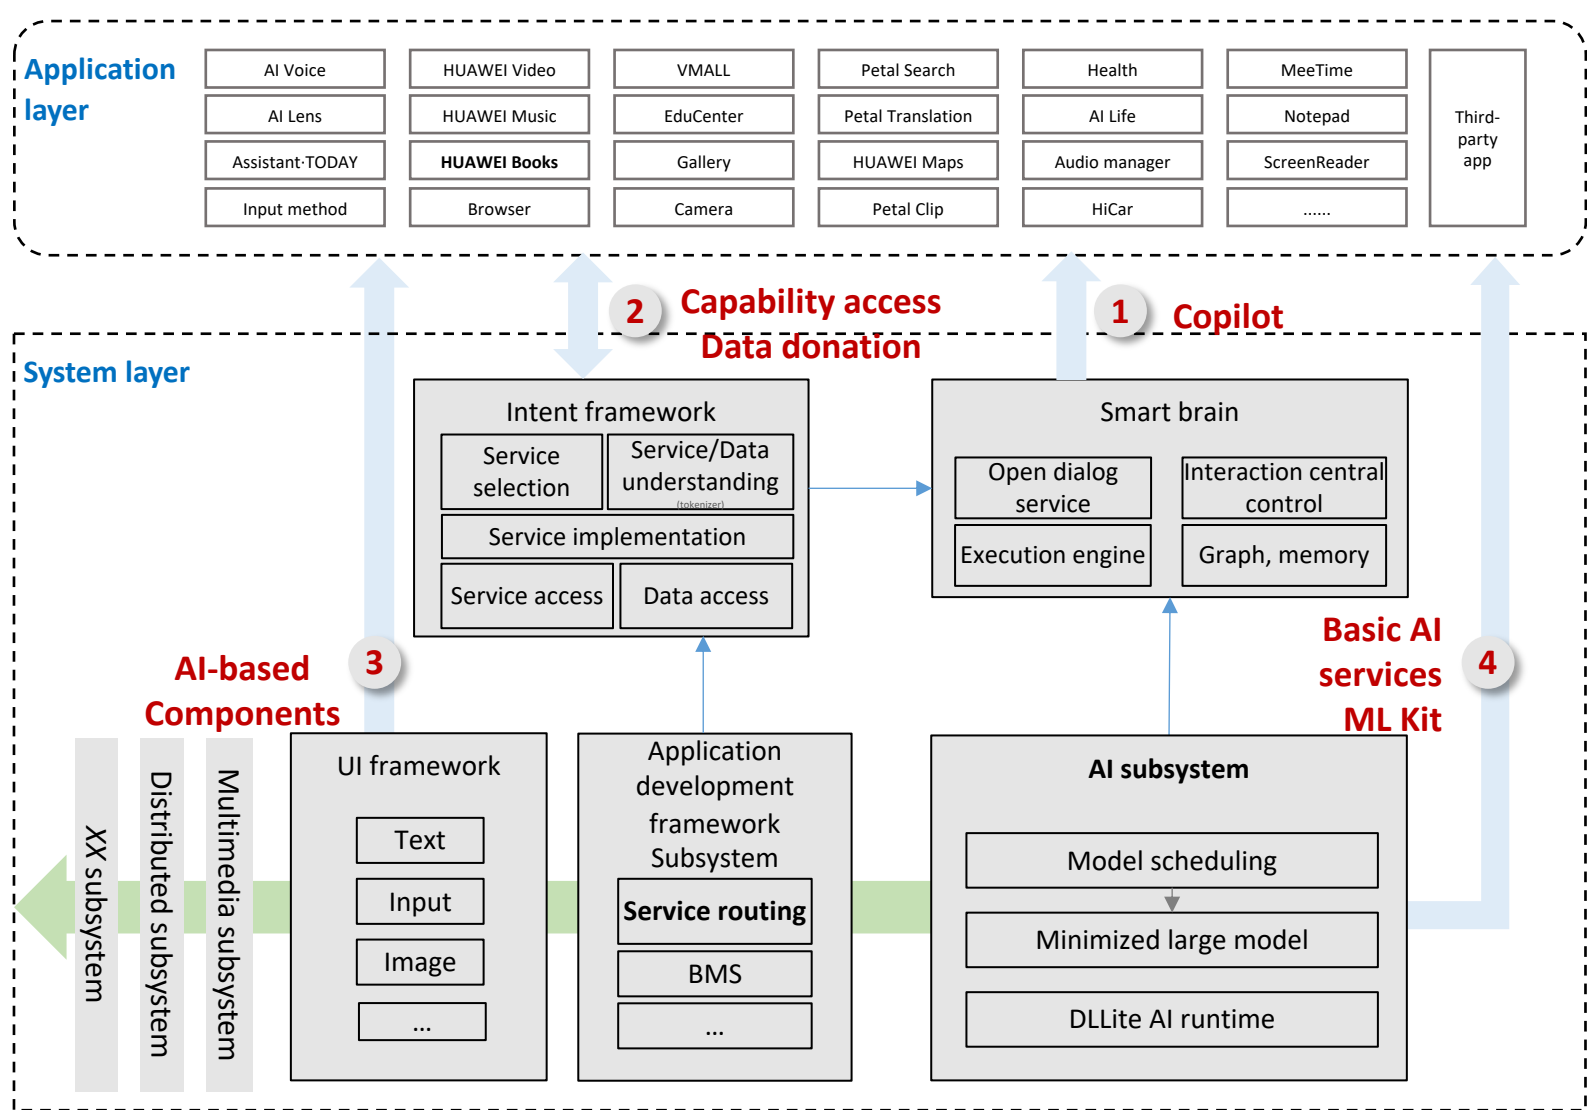 Application
layer
AI Voice
HUAWEI Video
VMALL
Petal Search
Health
MeeTime
AI Lens
HUAWEI Music
EduCenter
Petal Translation
AI Life
Notepad
Third-
party
app
Assistant·TODAY
HUAWEI Books
Gallery
HUAWEI Maps
Audio manager
ScreenReader
Input method
Browser
Camera
Petal Clip
HiCar
......
2
Capability access
Data donation
1
Copilot
System layer
Intent framework
Service
selection
Service/Data
understanding
(tokenizer)
Service implementation
Service access
Data access
Smart brain
Open dialog
service
Interaction central
control
Execution engine
Graph, memory
3
AI-based
Components
Basic AI
services
ML Kit
4
XX subsystem
Distributed subsystem
Multimedia subsystem
UI framework
Text
Input
Image
...
Application
development
framework
Subsystem
Service routing
BMS
...
AI subsystem
Model scheduling
Minimized large model
DLLite AI runtime